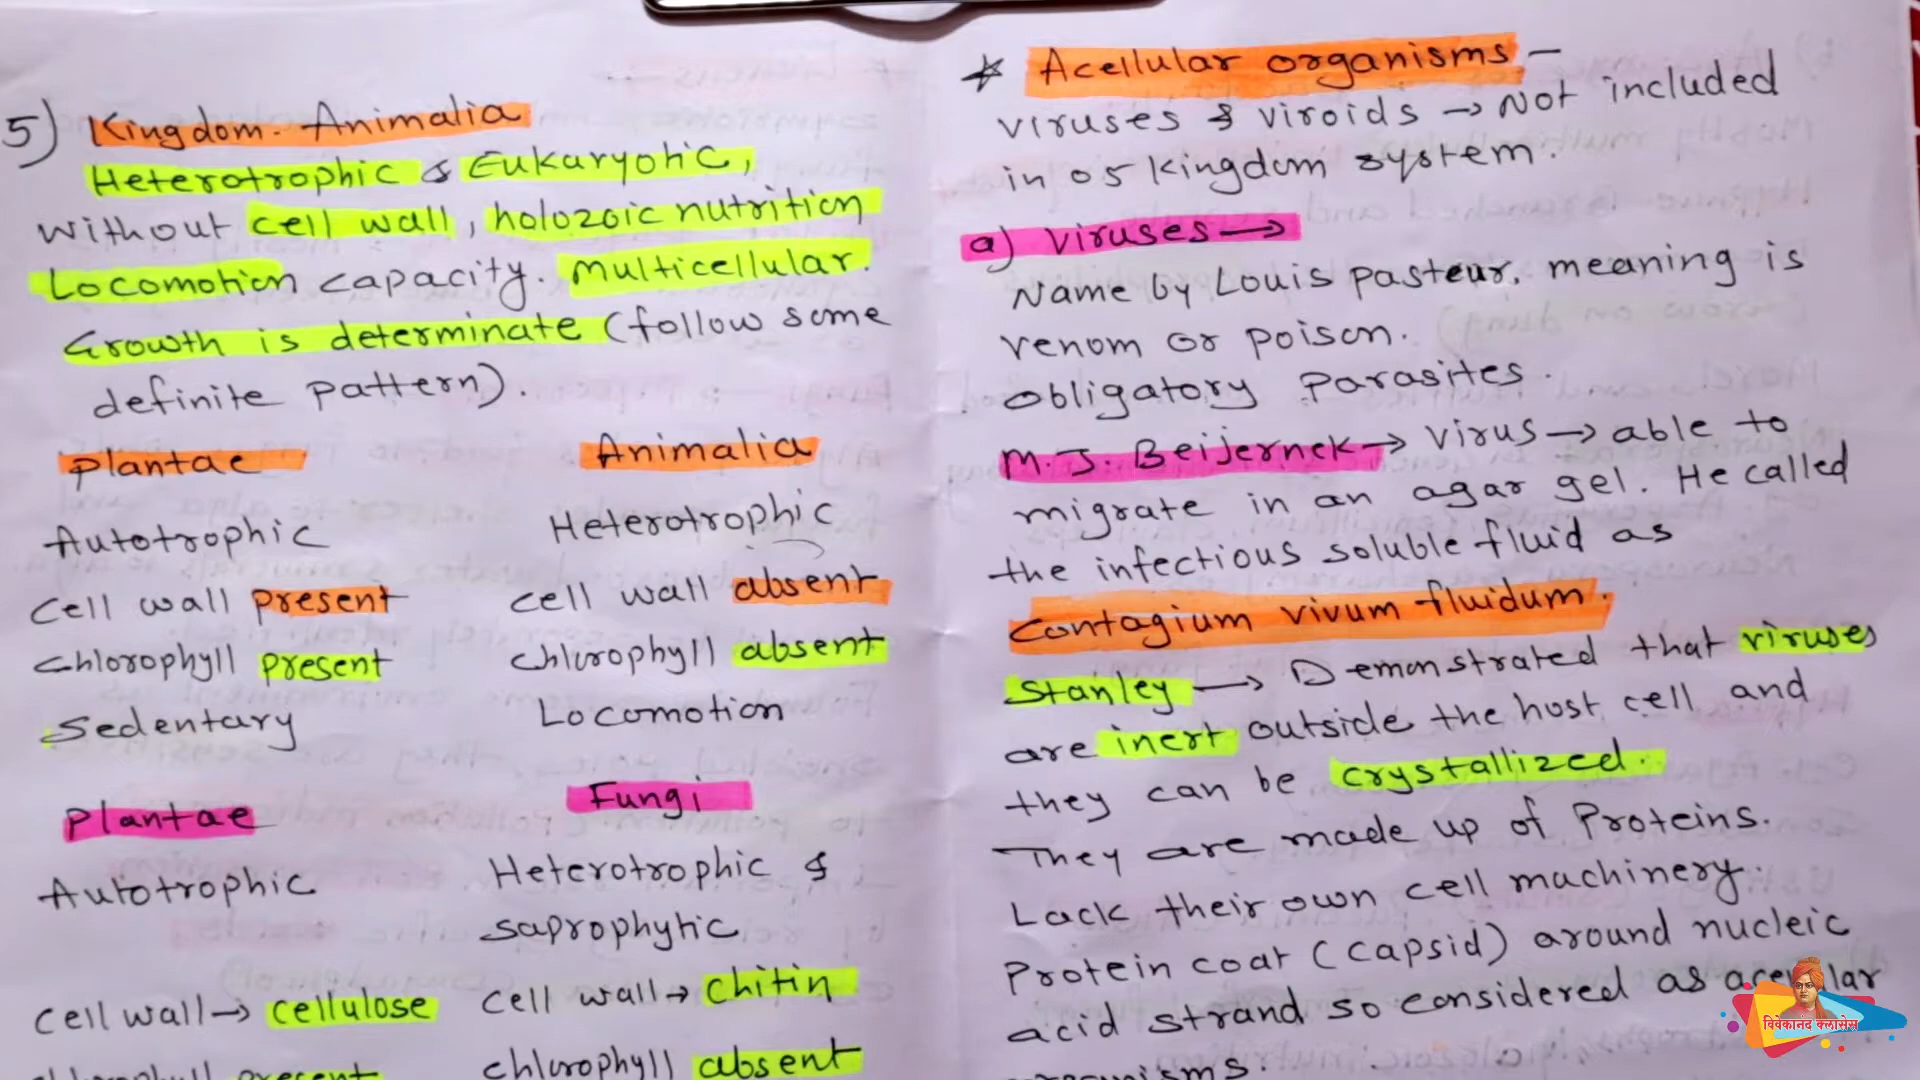 5) Kingdom - Animalia
Heterotrophic & Eukaryotic,
without cell wall, holozoic nutrition
Locomotion capacity. Multicellular.
Growth is determinate (follow some
definite pattern).
Plantae Animalia
Autotrophic Heterotrophic
Cell wall present cell wall absent
Chlorophyll present Chlorophyll absent
Sedentary Locomotion
Plantae Fungi
Autotrophic Heterotrophic &
saprophytic
Cell wall → cellulose cell wall → chitin
chlorophyll present chlorophyll absent
* Acellular organisms -
viruses & viroids → Not included
in 05 kingdom system.
a) Viruses →
Name by Louis Pasteur. meaning is
venom or poison.
obligatory Parasites.
M.J. Beijernek → virus → able to
migrate in an agar gel. He called
the infectious soluble fluid as
Contagium vivum fluidum.
Stanley → Demonstrated that viruses
are inert outside the host cell and
they can be crystallized.
They are made up of Proteins.
Lack their own cell machinery.
Protein coat (capsid) around nucleic
acid strand so considered as acellular
organisms.
विवेकानंद क्लासेस